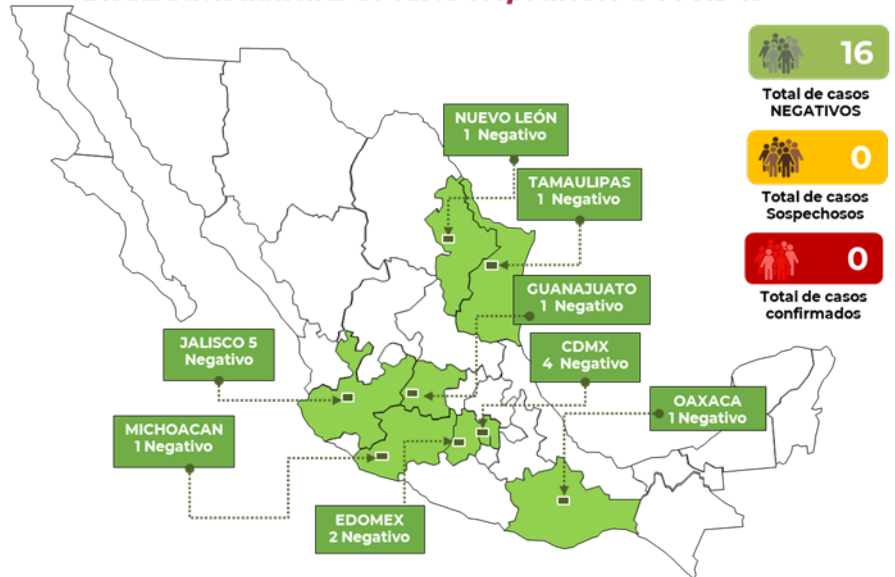 16
Total de casos
NEGATIVOS
0
Total de casos
Sospechosos
0
Total de casos
confirmados
NUEVO LEÓN
1 Negativo
TAMAULIPAS
1 Negativo
GUANAJUATO
1 Negativo
JALISCO 5
Negativo
CDMX
4 Negativo
OAXACA
1 Negativo
MICHOACAN
1 Negativo
EDOMEX
2 Negativo